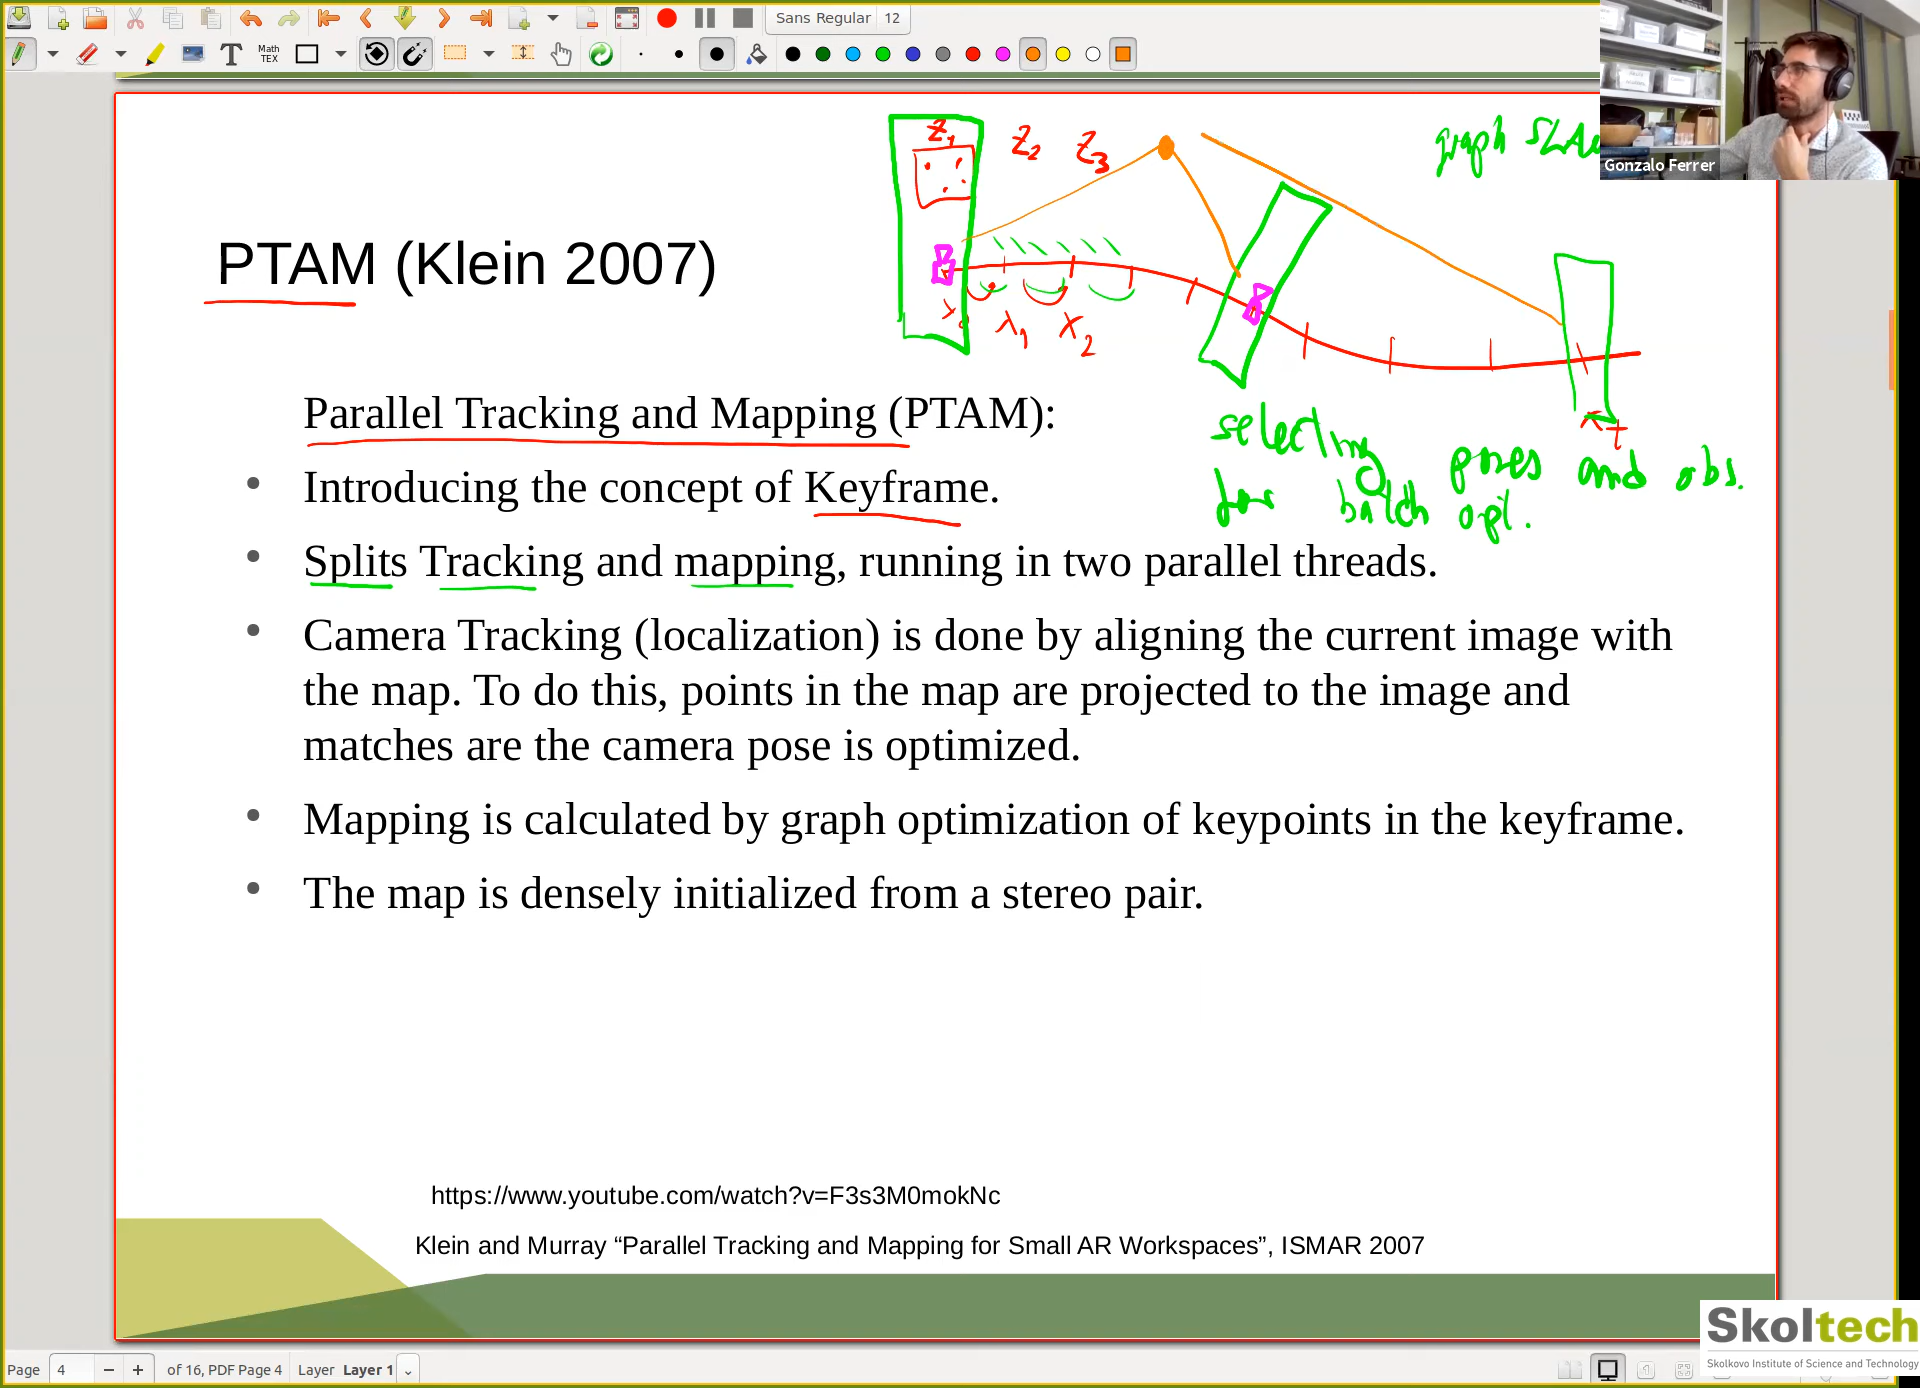 Sans Regular 12
Math
TEX
Gonzalo Ferrer
z1 z2 z3
graph SLAM
PTAM (Klein 2007)
x0 x1 x2
xt
Parallel Tracking and Mapping (PTAM):
selecting poses and obs.
for batch opt.
• Introducing the concept of Keyframe.
• Splits Tracking and mapping, running in two parallel threads.
• Camera Tracking (localization) is done by aligning the current image with
the map. To do this, points in the map are projected to the image and
matches are the camera pose is optimized.
• Mapping is calculated by graph optimization of keypoints in the keyframe.
• The map is densely initialized from a stereo pair.
https://www.youtube.com/watch?v=F3s3M0mokNc
Klein and Murray “Parallel Tracking and Mapping for Small AR Workspaces”, ISMAR 2007
Skoltech
Skolkovo Institute of Science and Technology
Page 4 − + of 16, PDF Page 4 Layer Layer 1